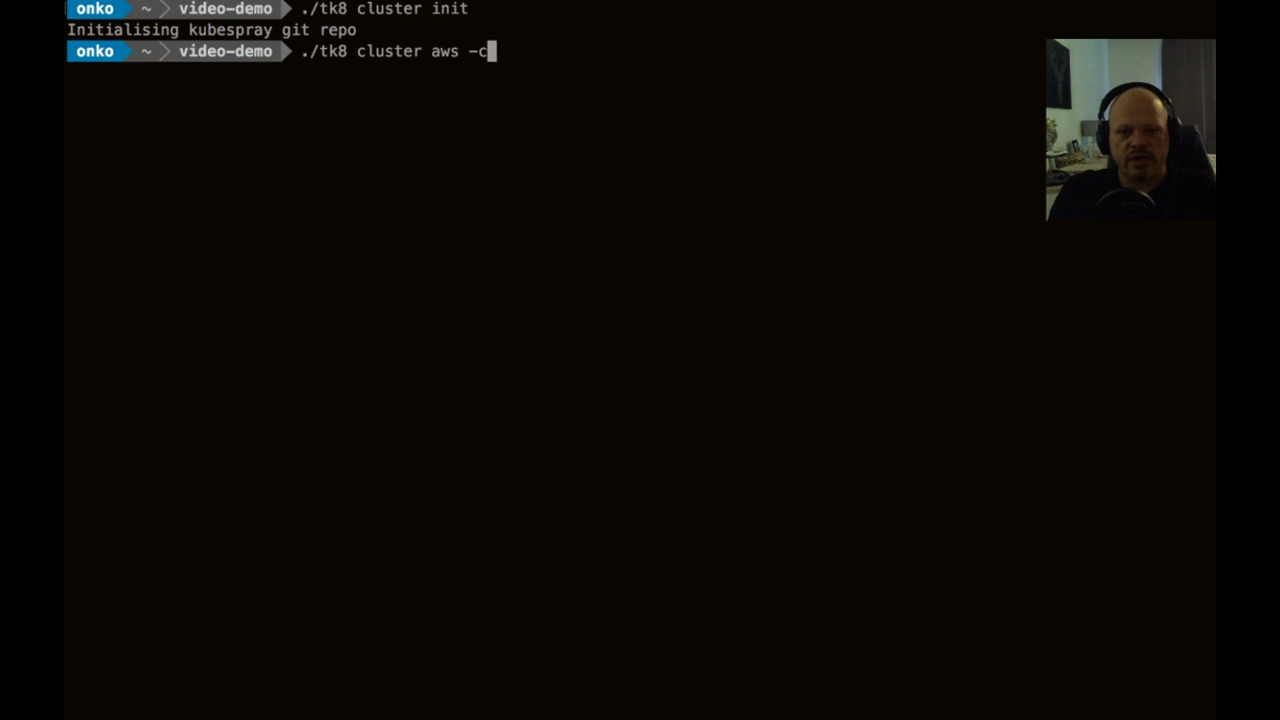 onko ~ video-demo ./tk8 cluster init
Initialising kubespray git repo
onko ~ video-demo ./tk8 cluster aws -c